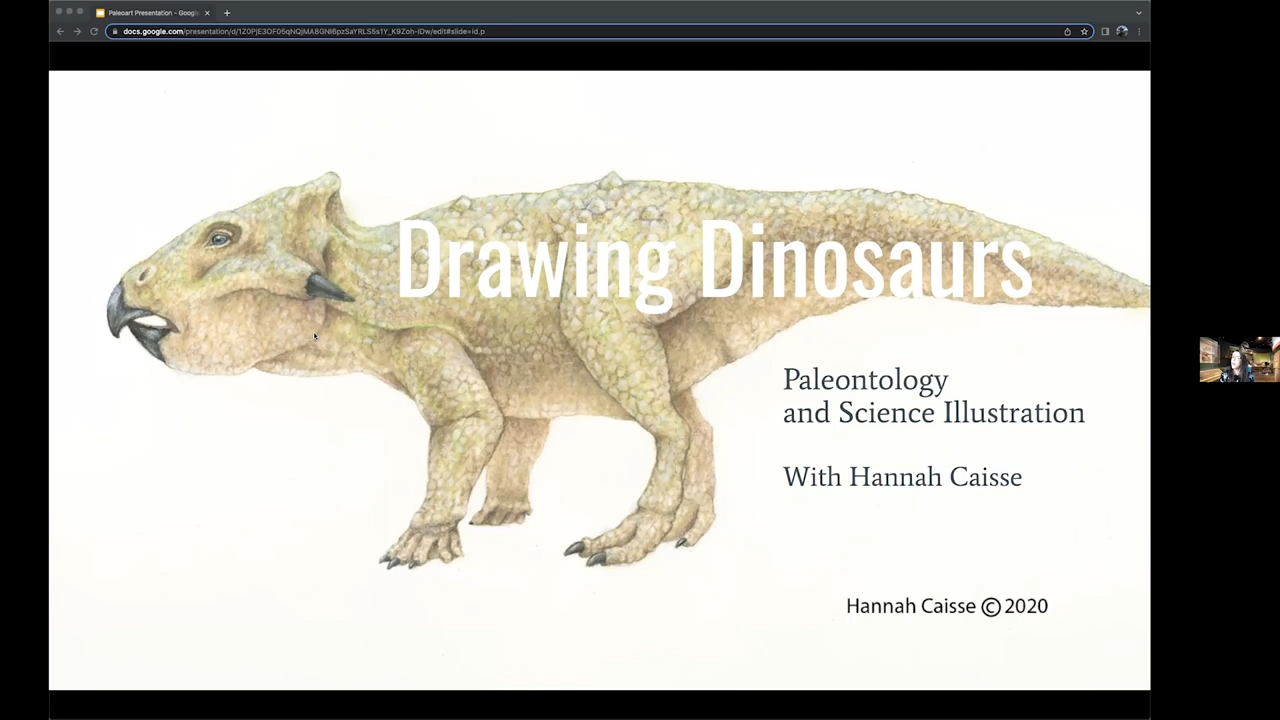 Paleoart Presentation - Googl
docs.google.com/presentation/d/1Z0PjE3OF05qNQjMA8GNl6pzSaYRLS5s1Y_K9Zoh-IDw/edit#slide=id.p
Drawing Dinosaurs
Paleontology
and Science Illustration
With Hannah Caisse
Hannah Caisse ©2020